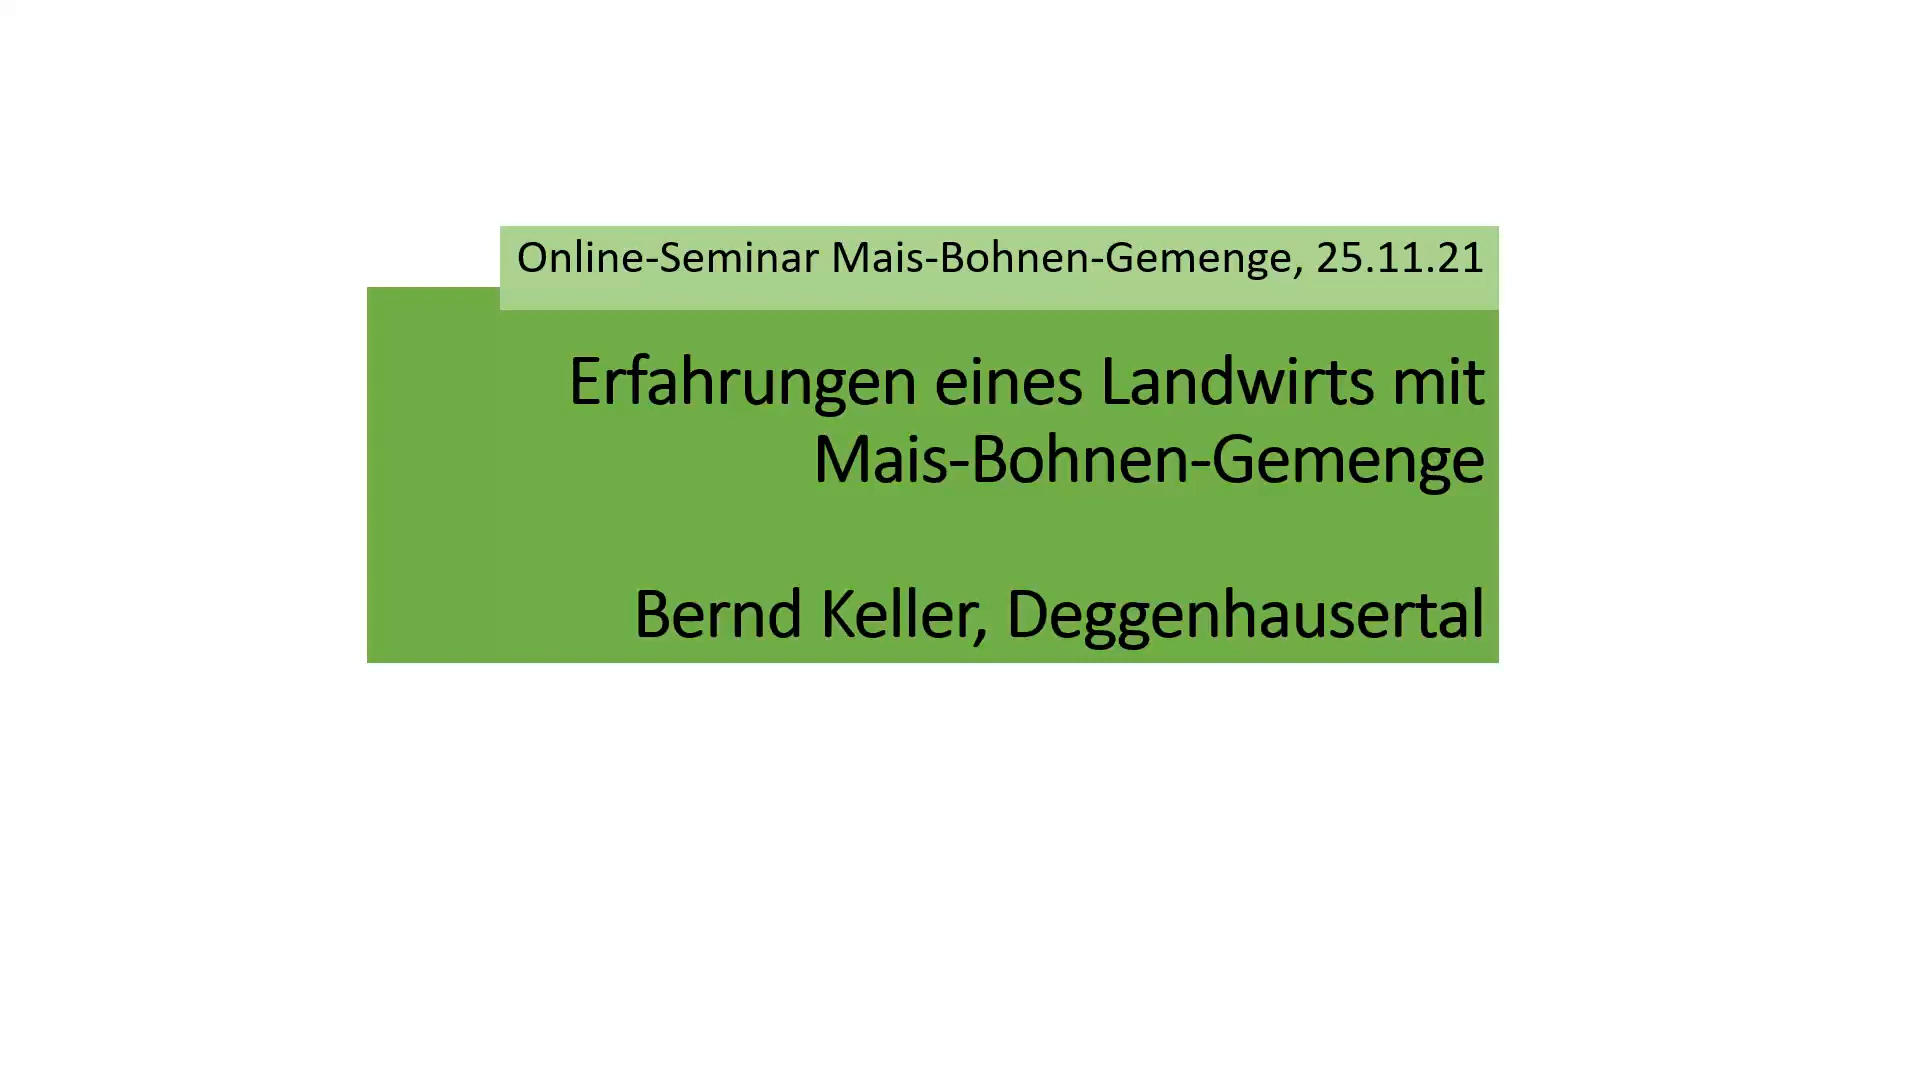 Online-Seminar Mais-Bohnen-Gemenge, 25.11.21
Erfahrungen eines Landwirts mit
Mais-Bohnen-Gemenge
Bernd Keller, Deggenhausertal